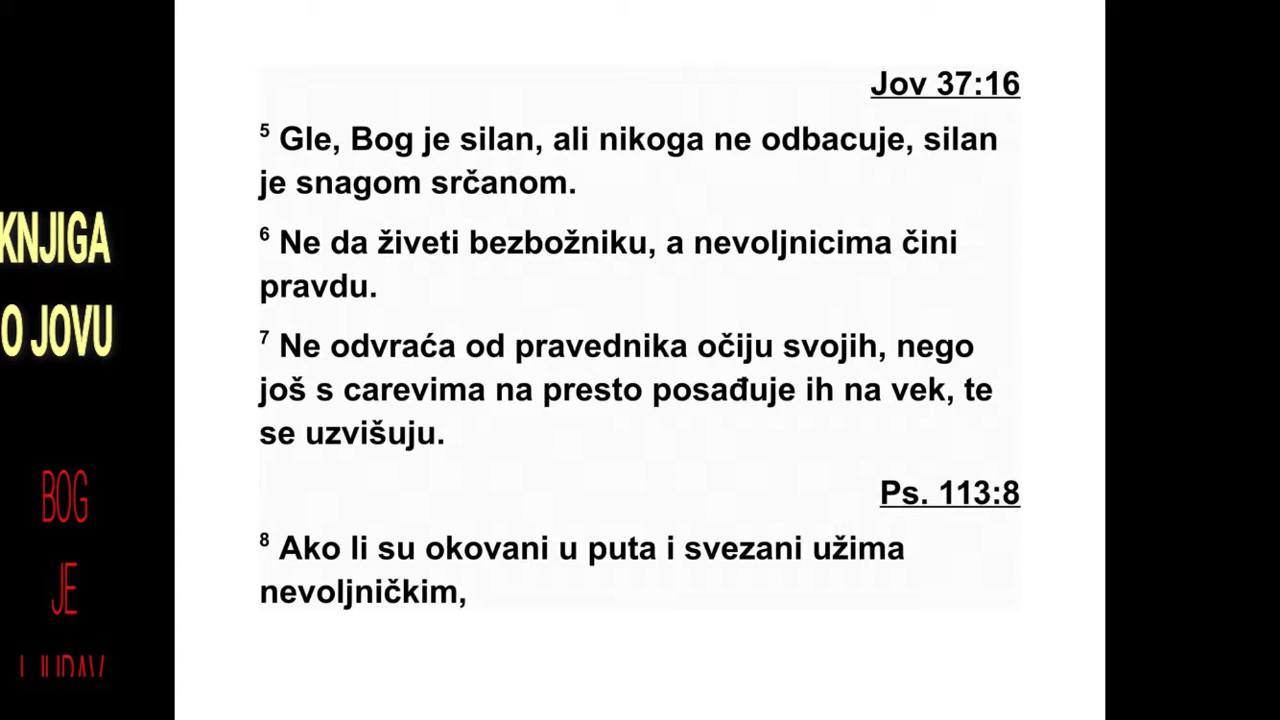 KNJIGA
O JOVU
BOG
JE
Jov 37:16
5 Gle, Bog je silan, ali nikoga ne odbacuje, silan
je snagom srčanom.
6 Ne da živeti bezbožniku, a nevoljnicima čini
pravdu.
7 Ne odvraća od pravednika očiju svojih, nego
još s carevima na presto posađuje ih na vek, te
se uzvišuju.
Ps. 113:8
8 Ako li su okovani u puta i svezani užima
nevoljničkim,